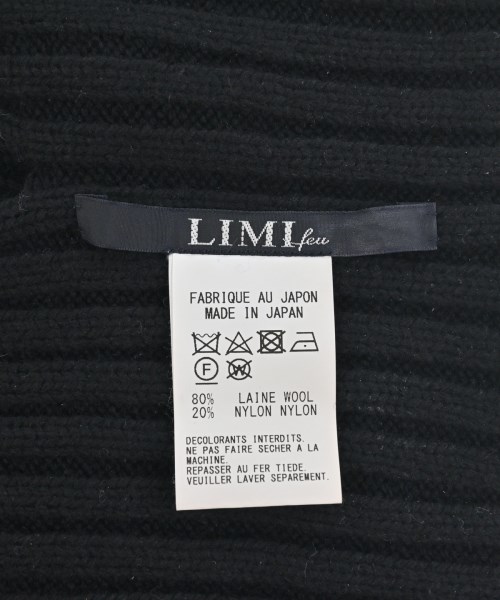 LIMI feu
FABRIQUE AU JAPON
MADE IN JAPAN
F W
80% LAINE WOOL
20% NYLON NYLON
DECOLORANTS INTERDITS.
NE PAS FAIRE SECHER A LA
MACHINE.
REPASSER AU FER TIEDE.
VEUILLER LAVER SEPAREMENT.